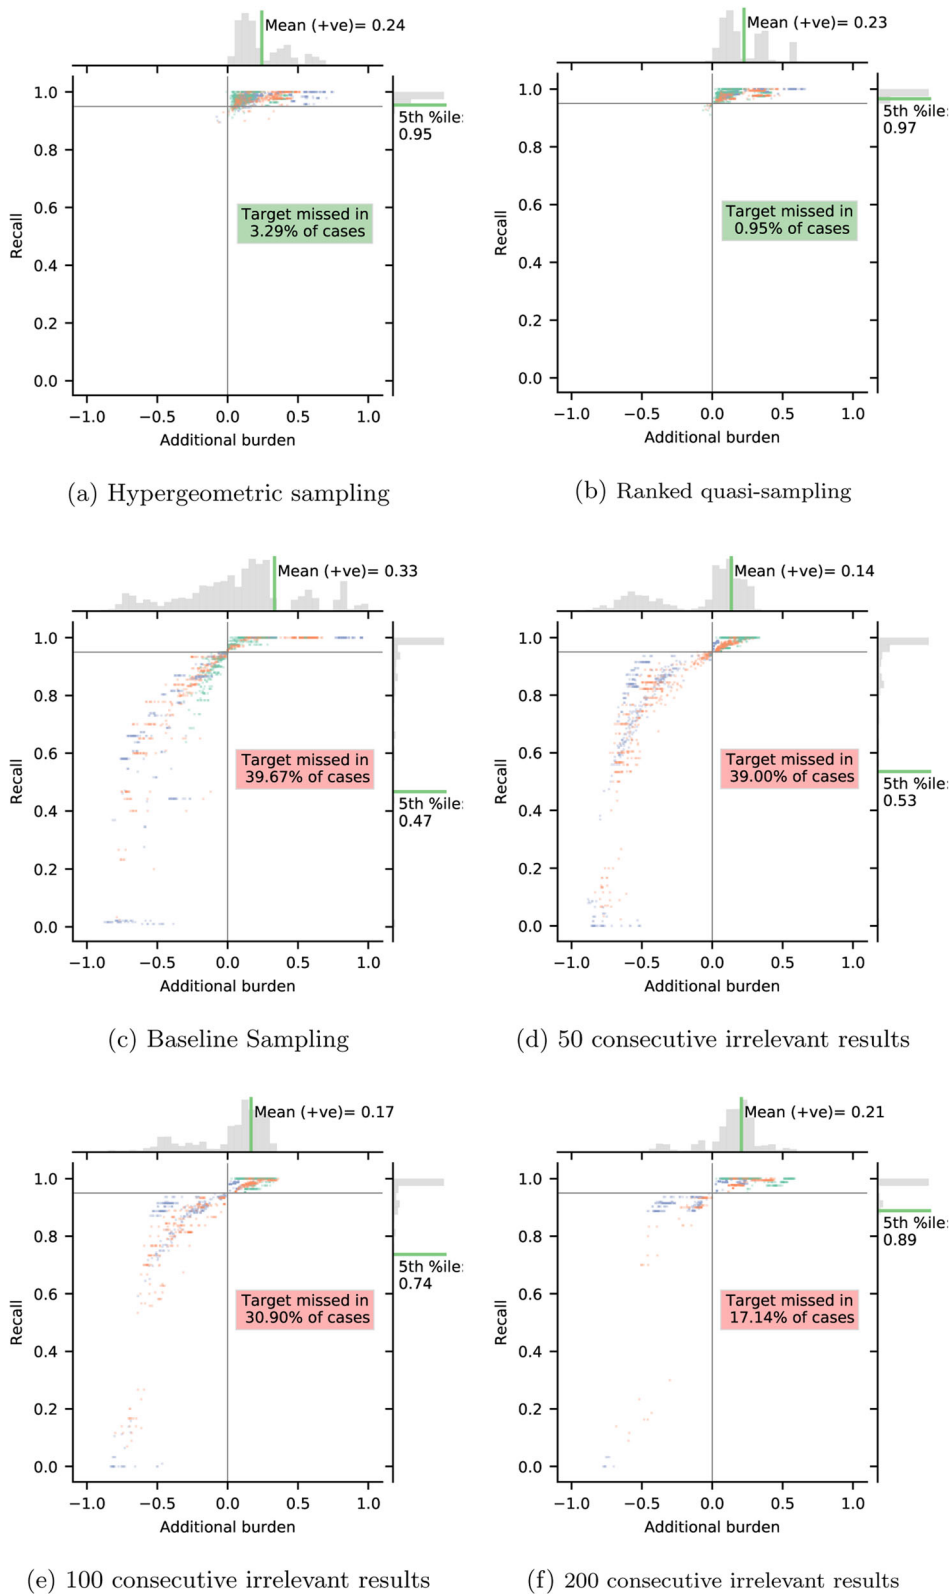 Mean (+ve)= 0.24
1.0
0.8
0.6
0.4
0.2
0.0
Recall
5th %ile:
0.95
Target missed in
3.29% of cases
−1.0 −0.5 0.0 0.5 1.0
Additional burden
(a) Hypergeometric sampling
Mean (+ve)= 0.23
1.0
0.8
0.6
0.4
0.2
0.0
Recall
5th %ile:
0.97
Target missed in
0.95% of cases
−1.0 −0.5 0.0 0.5 1.0
Additional burden
(b) Ranked quasi-sampling
Mean (+ve)= 0.33
1.0
0.8
0.6
0.4
0.2
0.0
Recall
Target missed in
39.67% of cases
5th %ile:
0.47
−1.0 −0.5 0.0 0.5 1.0
Additional burden
(c) Baseline Sampling
Mean (+ve)= 0.14
1.0
0.8
0.6
0.4
0.2
0.0
Recall
Target missed in
39.00% of cases
5th %ile:
0.53
−1.0 −0.5 0.0 0.5 1.0
Additional burden
(d) 50 consecutive irrelevant results
Mean (+ve)= 0.17
1.0
0.8
0.6
0.4
0.2
0.0
Recall
5th %ile:
0.74
Target missed in
30.90% of cases
−1.0 −0.5 0.0 0.5 1.0
Additional burden
(e) 100 consecutive irrelevant results
Mean (+ve)= 0.21
1.0
0.8
0.6
0.4
0.2
0.0
Recall
5th %ile:
0.89
Target missed in
17.14% of cases
−1.0 −0.5 0.0 0.5 1.0
Additional burden
(f) 200 consecutive irrelevant results